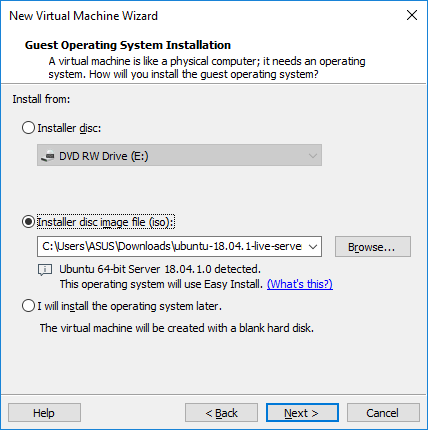 New Virtual Machine Wizard
Guest Operating System Installation
A virtual machine is like a physical computer; it needs an operating
system. How will you install the guest operating system?
Install from:
Installer disc:
DVD RW Drive (E:)
Installer disc image file (iso):
C:\Users\ASUS\Downloads\ubuntu-18.04.1-live-serve
Browse...
Ubuntu 64-bit Server 18.04.1.0 detected.
This operating system will use Easy Install. (What's this?)
I will install the operating system later.
The virtual machine will be created with a blank hard disk.
Help
< Back
Next >
Cancel